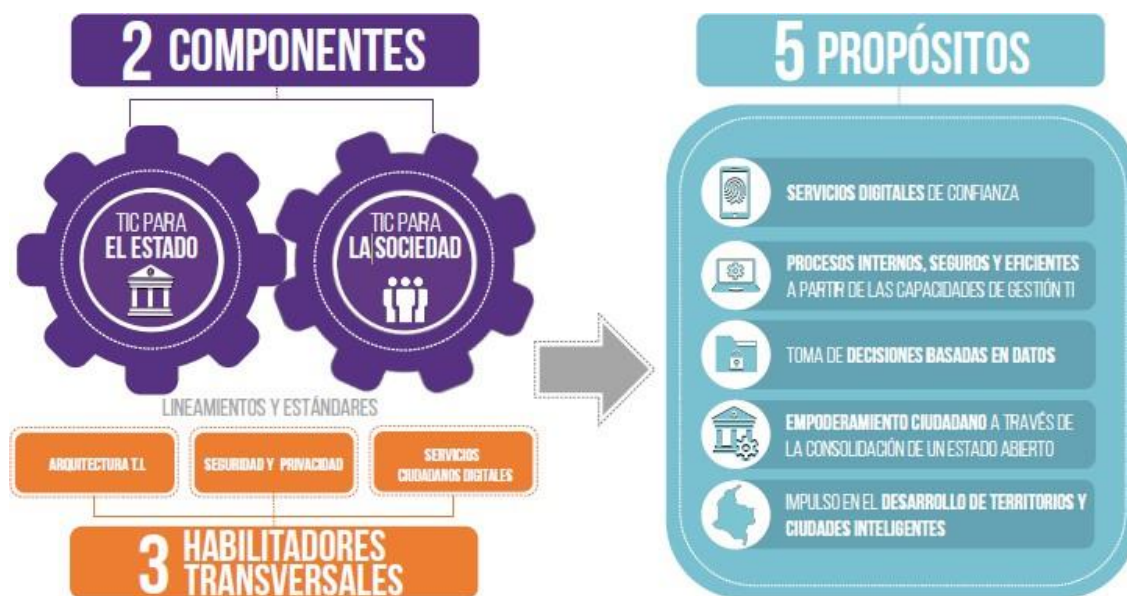 2 COMPONENTES
TIC PARA
EL ESTADO
TIC PARA
LA SOCIEDAD
LINEAMIENTOS Y ESTÁNDARES
ARQUITECTURA T.I.
SEGURIDAD Y PRIVACIDAD
SERVICIOS
CIUDADANOS DIGITALES
3 HABILITADORES
TRANSVERSALES
5 PROPÓSITOS
SERVICIOS DIGITALES DE CONFIANZA
PROCESOS INTERNOS, SEGUROS Y EFICIENTES
A PARTIR DE LAS CAPACIDADES DE GESTIÓN TI
TOMA DE DECISIONES BASADAS EN DATOS
EMPODERAMIENTO CIUDADANO A TRAVÉS DE
LA CONSOLIDACIÓN DE UN ESTADO ABIERTO
IMPULSO EN EL DESARROLLO DE TERRITORIOS Y
CIUDADES INTELIGENTES